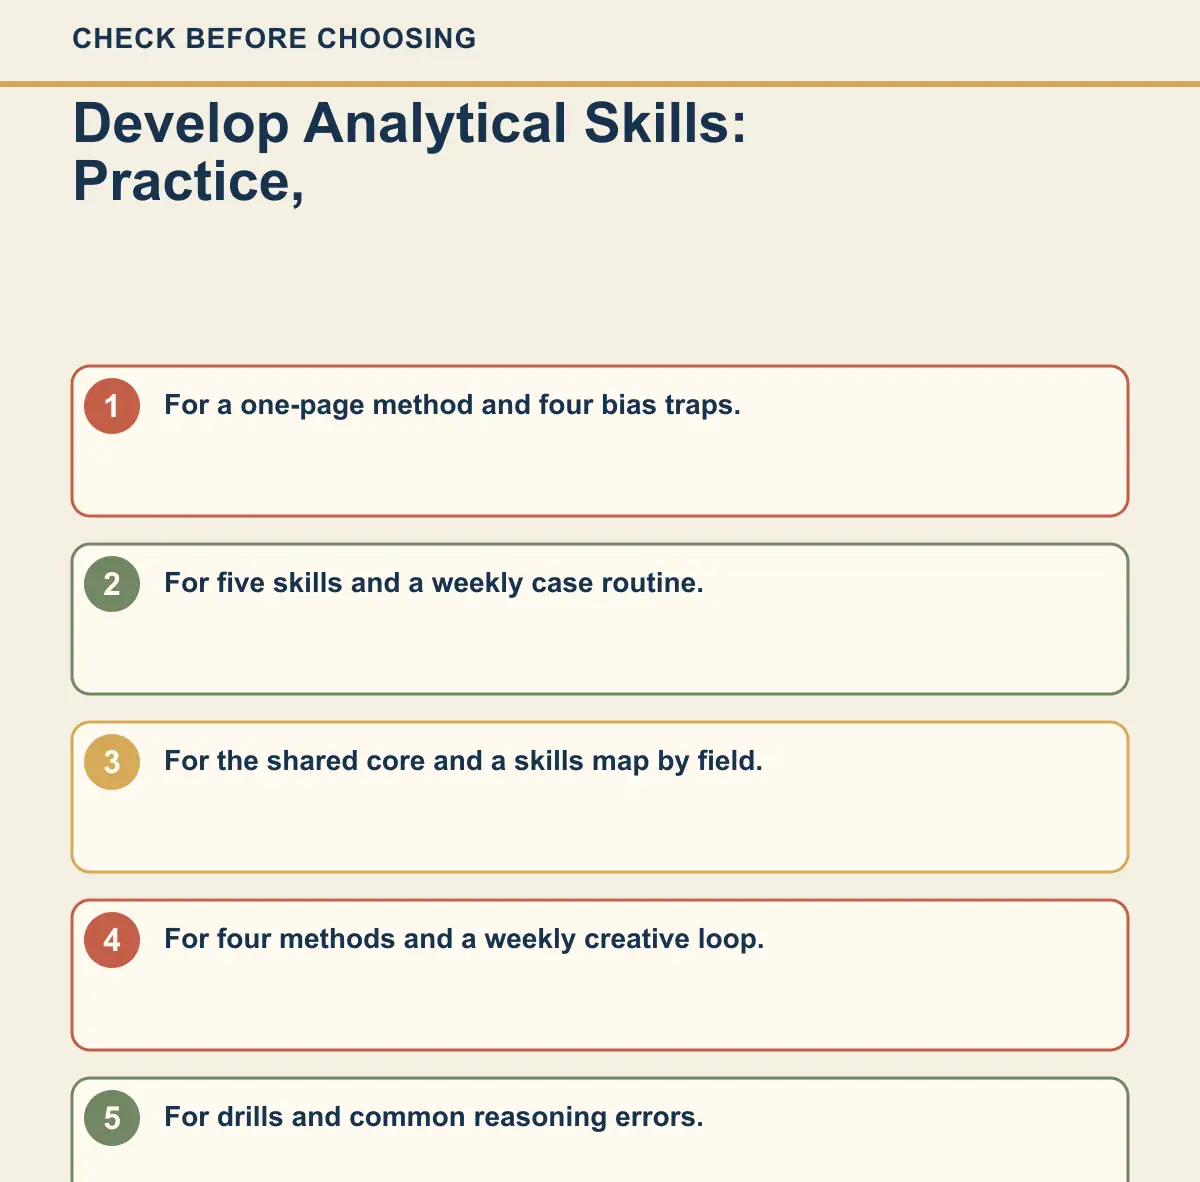 CHECK BEFORE CHOOSING
Develop Analytical Skills:
Practice,
1 For a one-page method and four bias traps.
2 For five skills and a weekly case routine.
3 For the shared core and a skills map by field.
4 For four methods and a weekly creative loop.
5 For drills and common reasoning errors.